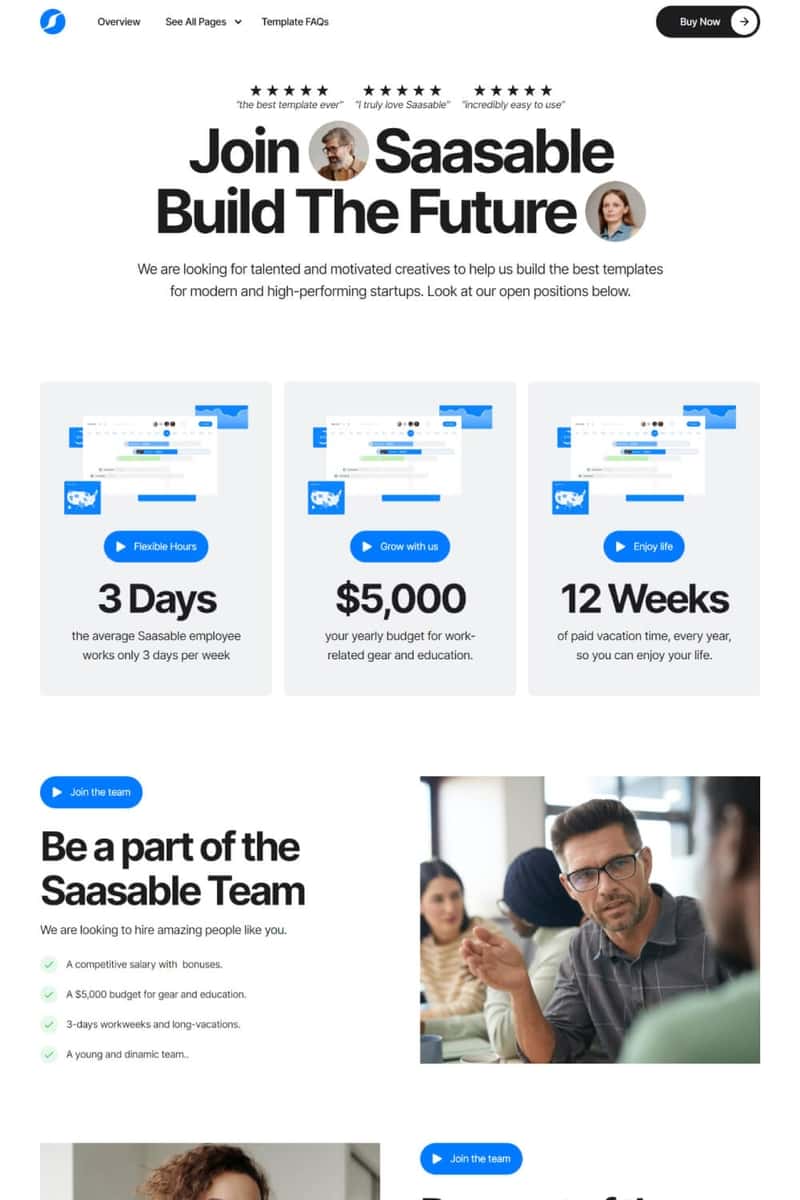 Overview See All Pages Template FAQs Buy Now
★★★★★ ★★★★★ ★★★★★
"the best template ever" "I truly love Saasable" "incredibly easy to use"
Join Saasable
Build The Future
We are looking for talented and motivated creatives to help us build the best templates
for modern and high-performing startups. Look at our open positions below.
Flexible Hours
3 Days
the average Saasable employee
works only 3 days per week
Grow with us
$5,000
your yearly budget for work-
related gear and education.
Enjoy life
12 Weeks
of paid vacation time, every year,
so you can enjoy your life.
Join the team
Be a part of the
Saasable Team
We are looking to hire amazing people like you.
A competitive salary with  bonuses.
A $5,000 budget for gear and education.
3-days workweeks and long-vacations.
A young and dinamic team..
Join the team